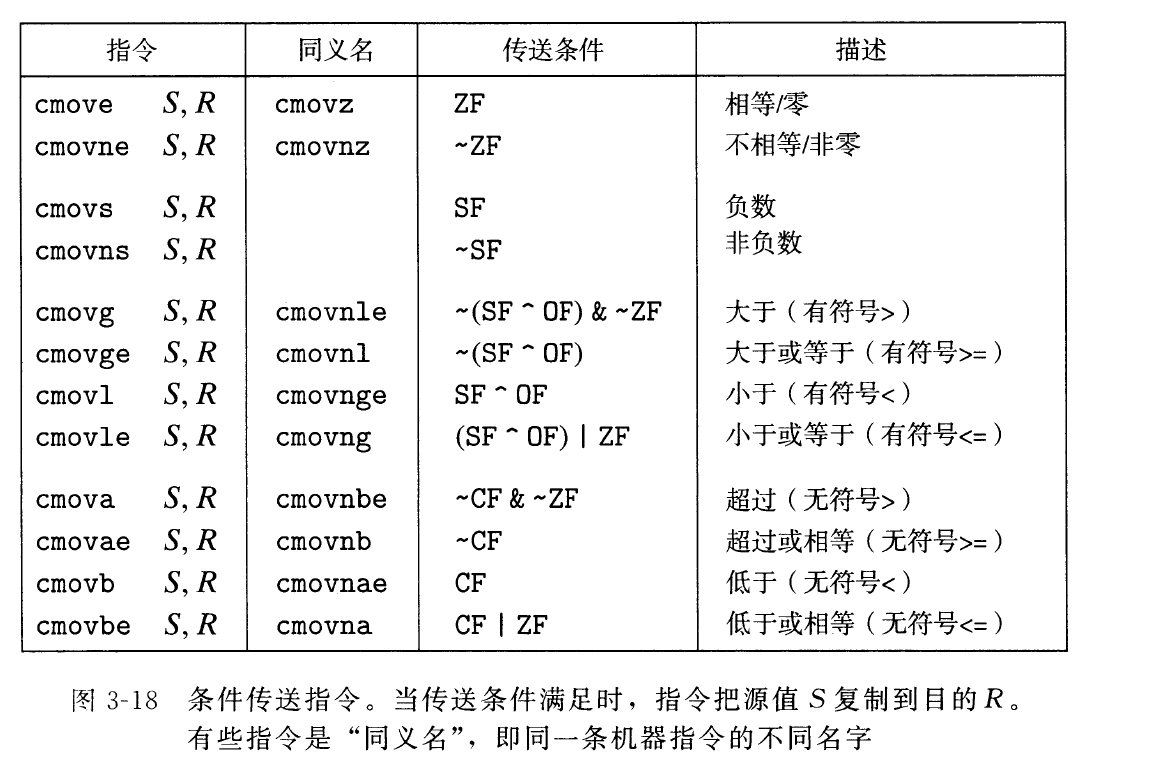 指令 同义名 传送条件 描述
cmove S, R cmovz ZF 相等/零
cmovne S, R cmovnz ~ZF 不相等/非零
cmovs S, R SF 负数
cmovns S, R ~SF 非负数
cmovg S, R cmovnle ~(SF ^ OF) & ~ZF 大于（有符号>）
cmovge S, R cmovnl ~(SF ^ OF) 大于或等于（有符号>=）
cmovl S, R cmovnge SF ^ OF 小于（有符号<）
cmovle S, R cmovng (SF ^ OF) | ZF 小于或等于（有符号<=）
cmova S, R cmovnbe ~CF & ~ZF 超过（无符号>）
cmovae S, R cmovnb ~CF 超过或相等（无符号>=）
cmovb S, R cmovnae CF 低于（无符号<）
cmovbe S, R cmovna CF | ZF 低于或相等（无符号<=）
图 3-18 条件传送指令。当传送条件满足时，指令把源值 S 复制到目的 R。
有些指令是“同义名”，即同一条机器指令的不同名字